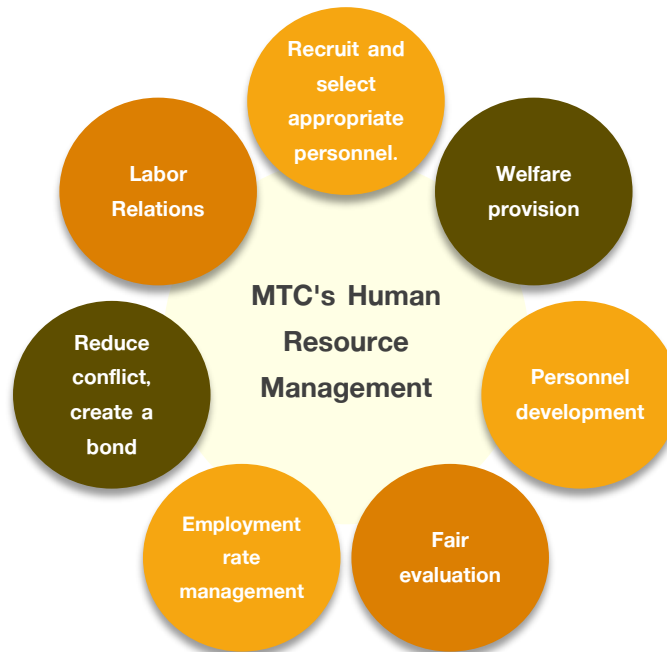 Recruit and
select
appropriate
personnel.
Labor
Relations
Welfare
provision
MTC's Human
Resource
Management
Reduce
conflict,
create a
bond
Personnel
development
Employment
rate
management
Fair
evaluation